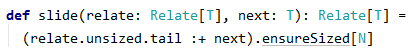 def slide(relate: Relate[T], next: T): Relate[T] =
(relate.unsized.tail :+ next).ensureSized[N]